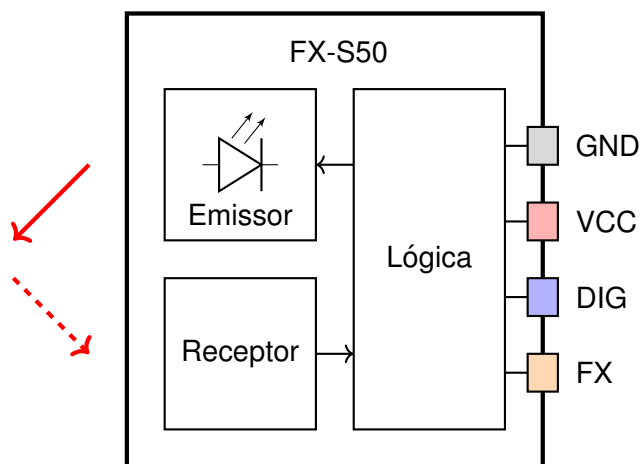 FX-S50
Emissor
Receptor
Lógica
GND
VCC
DIG
FX